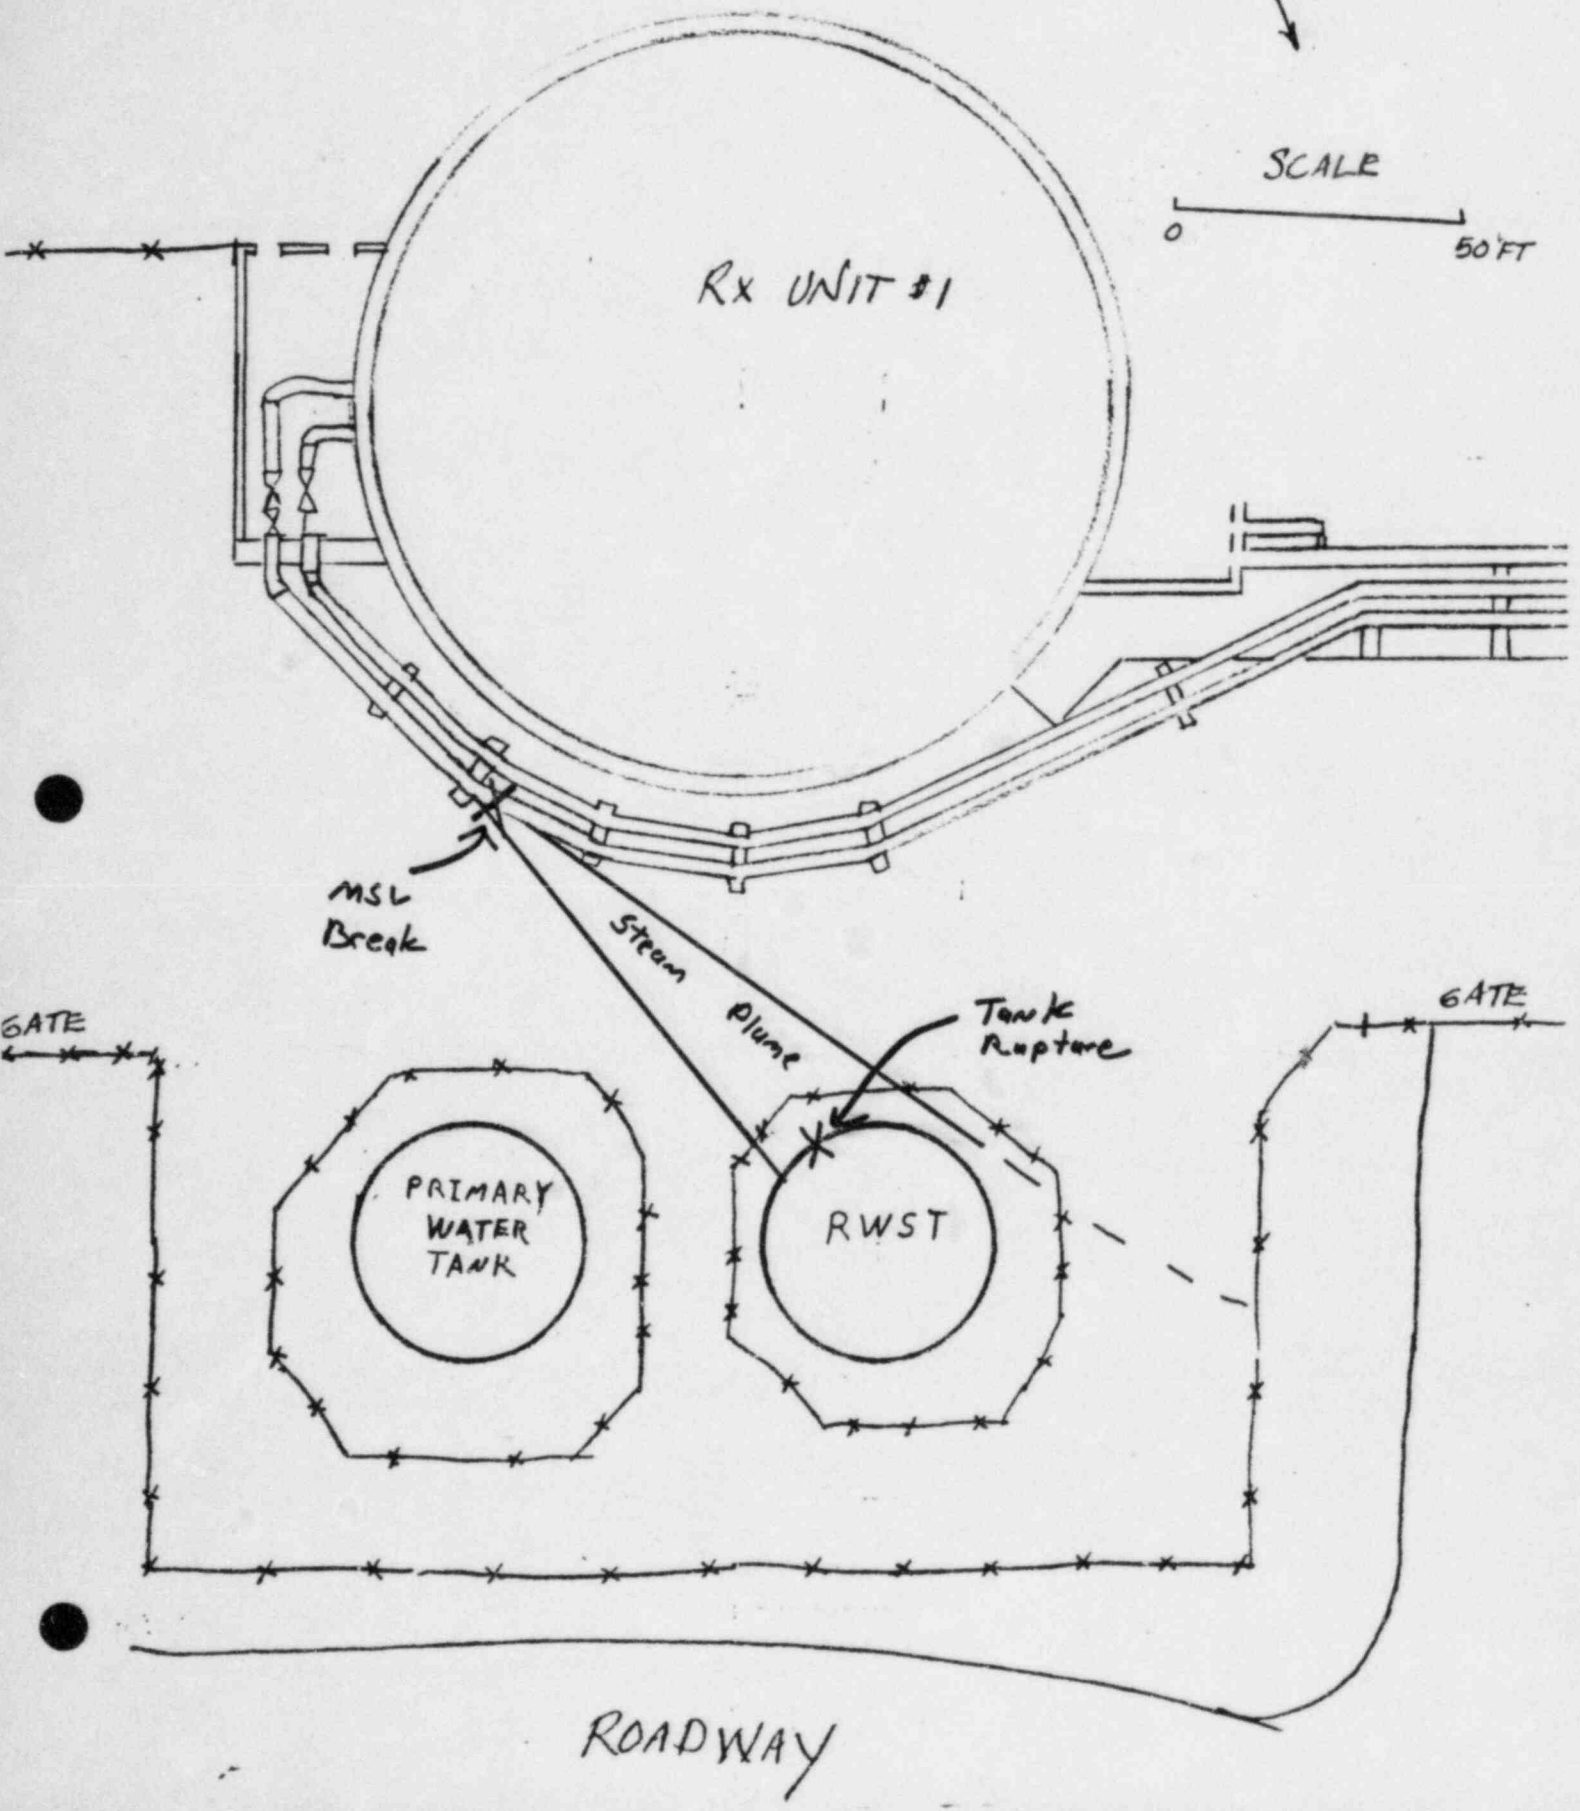 SCALE
0
50 FT
RX UNIT #1
MSL
Break
Steam
Plume
Tank
Rupture
GATE
GATE
PRIMARY
WATER
TANK
RWST
ROADWAY